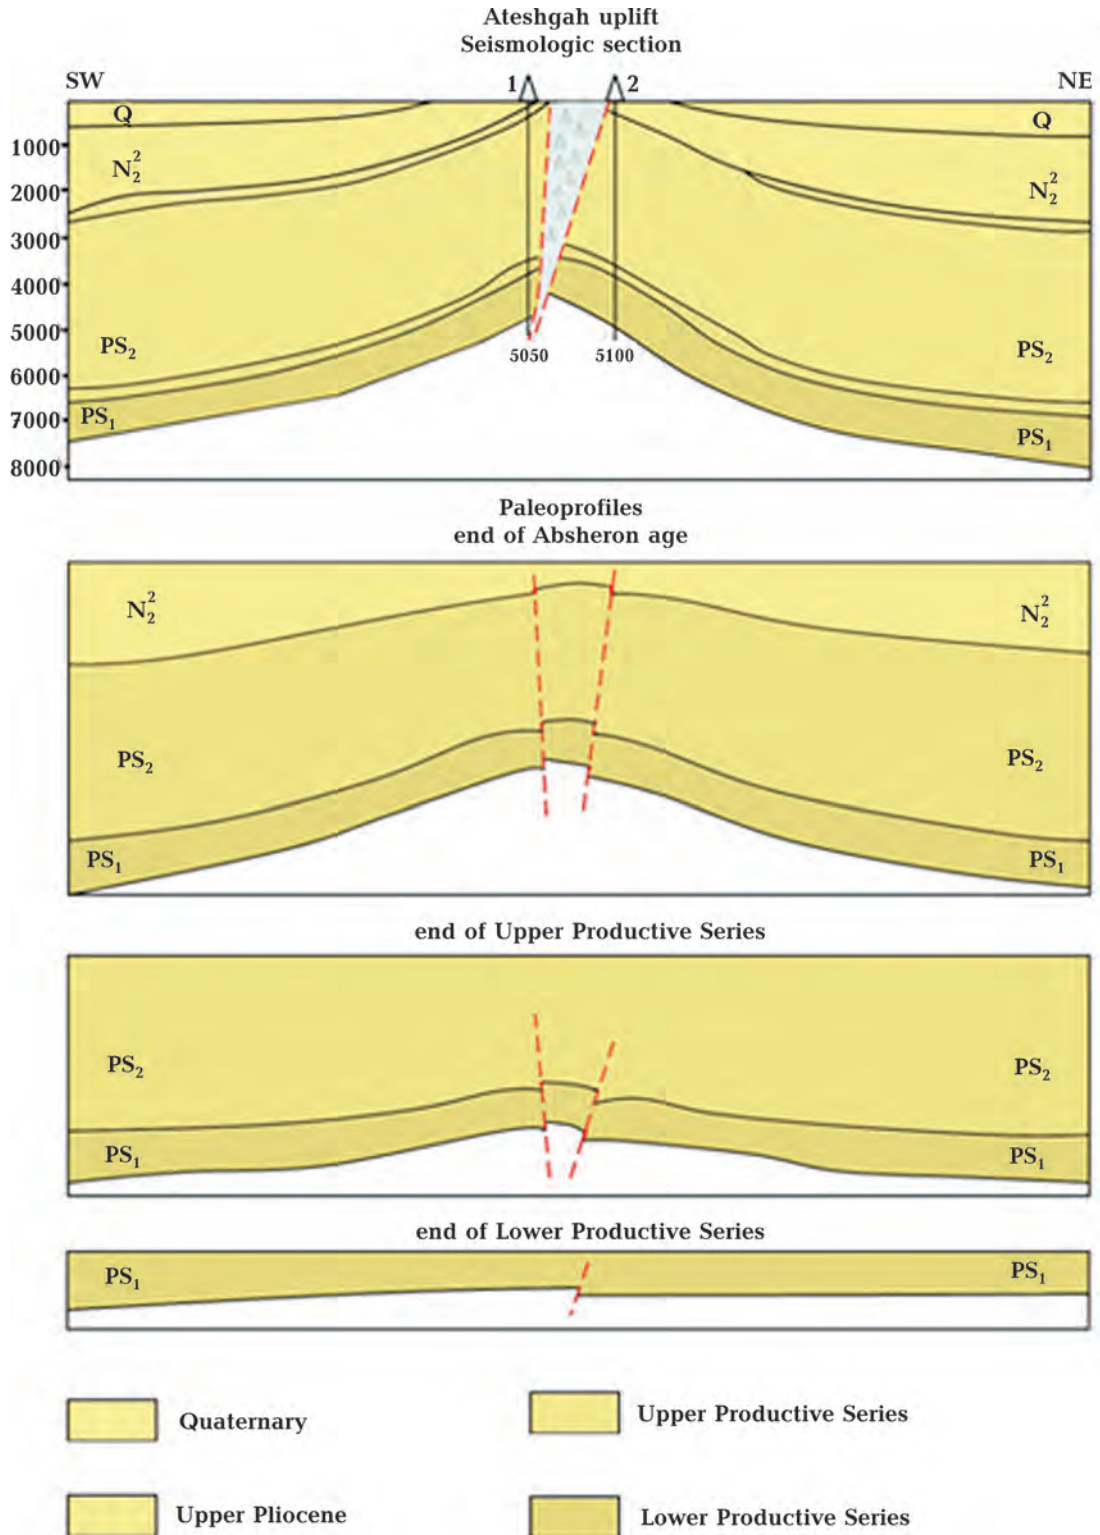 Ateshgah uplift
Seismologic section
SW 1 2 NE
Q Q
1000
N₂² N₂²
2000
3000
4000
5000
PS₂ 5050 5100 PS₂
6000
7000
PS₁ PS₁
8000
Paleoprofiles
end of Absheron age
N₂² N₂²
PS₂ PS₂
PS₁ PS₁
end of Upper Productive Series
PS₂ PS₂
PS₁ PS₁
end of Lower Productive Series
PS₁ PS₁
Quaternary Upper Productive Series
Upper Pliocene Lower Productive Series